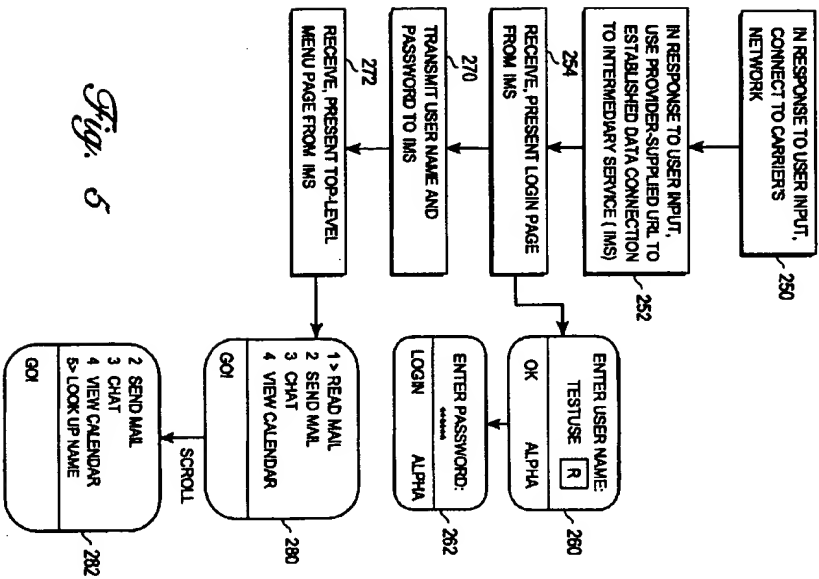 IN RESPONSE TO USER INPUT,
CONNECT TO CARRIER'S
NETWORK
250
IN RESPONSE TO USER INPUT,
USE PROVIDER-SUPPLIED URL TO
ESTABLISHED DATA CONNECTION
TO INTERMEDIARY SERVICE ( IMS)
252
254
RECEIVE, PRESENT LOGIN PAGE
FROM IMS
ENTER USER NAME:
TESTUSE R
OK ALPHA
260
ENTER PASSWORD:
******
LOGIN ALPHA
262
270
TRANSMIT USER NAME AND
PASSWORD TO IMS
272
RECEIVE, PRESENT TOP-LEVEL
MENU PAGE FROM IMS
1 > READ MAIL
2 SEND MAIL
3 CHAT
4 VIEW CALENDAR
GO!
280
SCROLL
2 SEND MAIL
3 CHAT
4 VIEW CALENDAR
5> LOOK UP NAME
GO!
282
Fig. 5